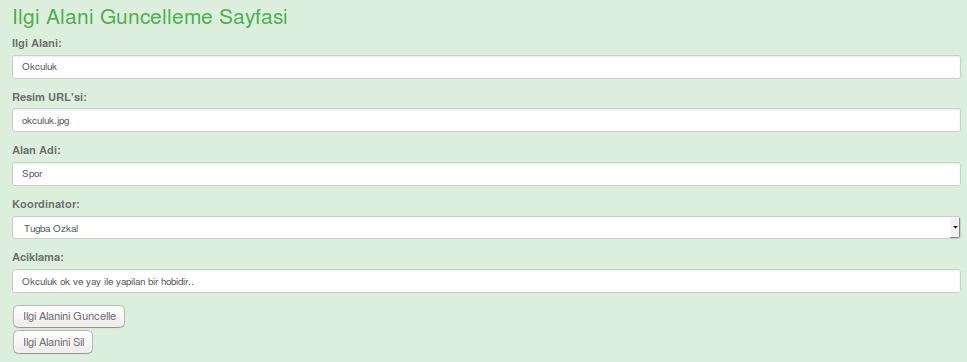 Ilgi Alani Guncelleme Sayfasi
Ilgi Alani:
Okculuk
Resim URL'si:
okculuk.jpg
Alan Adi:
Spor
Koordinator:
Tugba Ozkal
Aciklama:
Okculuk ok ve yay ile yapilan bir hobidir..
Ilgi Alanini Guncelle
Ilgi Alanini Sil